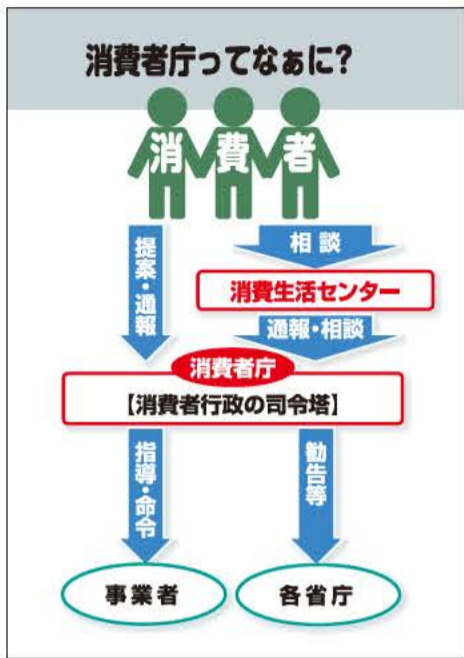 消費者庁ってなぁに?
消費者
提案・通報
相談
消費生活センター
通報・相談
消費者庁
【消費者行政の司令塔】
指導・命令
勧告等
事業者
各省庁